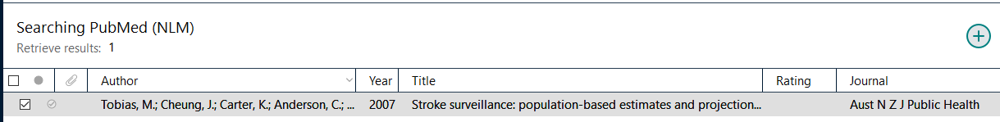 Searching PubMed (NLM)
Retrieve results: 1
Author Year Title Rating Journal
Tobias, M.; Cheung, J.; Carter, K.; Anderson, C.; ... 2007 Stroke surveillance: population-based estimates and projection... Aust N Z J Public Health